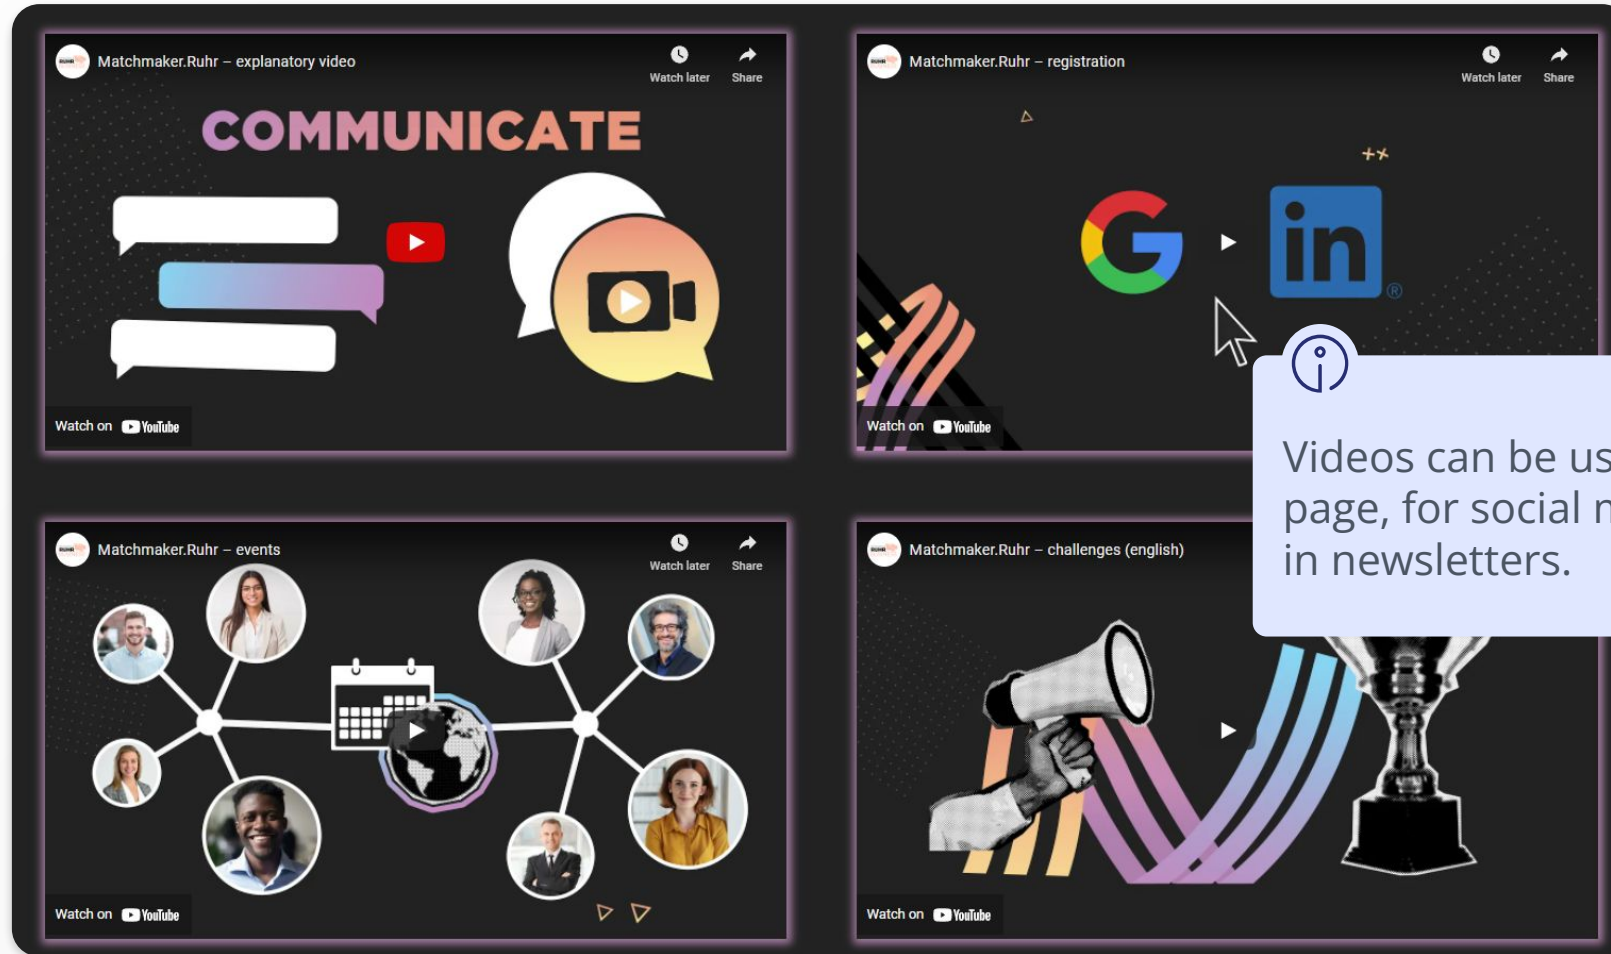 Matchmaker.Ruhr – explanatory video
Watch later
Share
COMMUNICATE
Watch on YouTube
Matchmaker.Ruhr – registration
Watch later
Share
in
®
Watch on YouTube
Videos can be us
page, for social
in newsletters.
Matchmaker.Ruhr – events
Watch later
Share
Watch on YouTube
Matchmaker.Ruhr – challenges (english)
Watch on YouTube